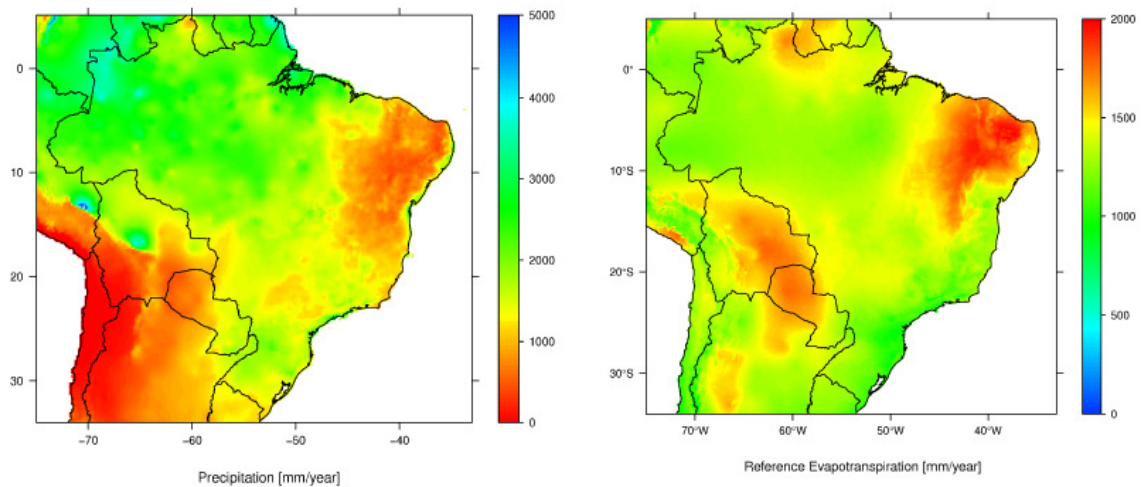 5000
4000
3000
2000
1000
0
0
10
20
30
−70
−60
−50
−40
Precipitation [mm/year]
2000
1500
1000
500
0
0°
10°S
20°S
30°S
70°W
60°W
50°W
40°W
Reference Evapotranspiration [mm/year]